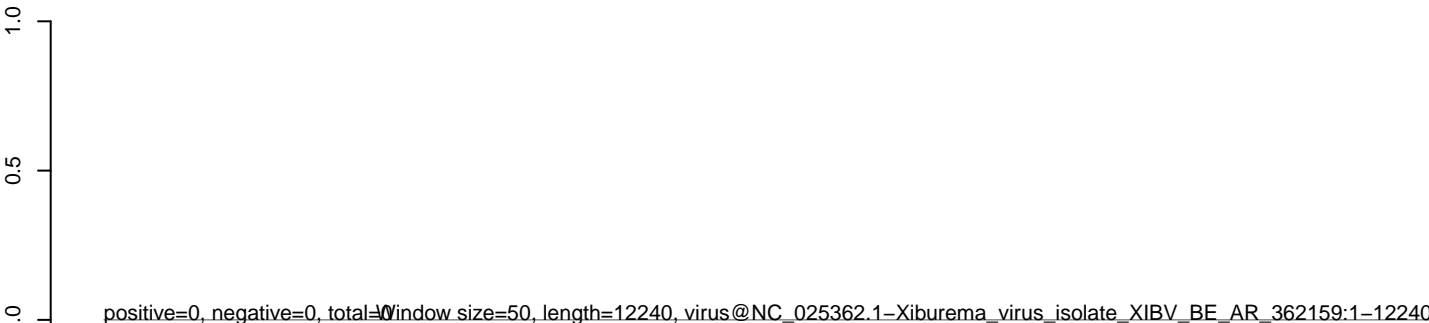 1.0
0.5
.0
positive=0, negative=0, total=0
Window size=50, length=12240, virus@NC_025362.1−Xiburema_virus_isolate_XIBV_BE_AR_362159:1−12240